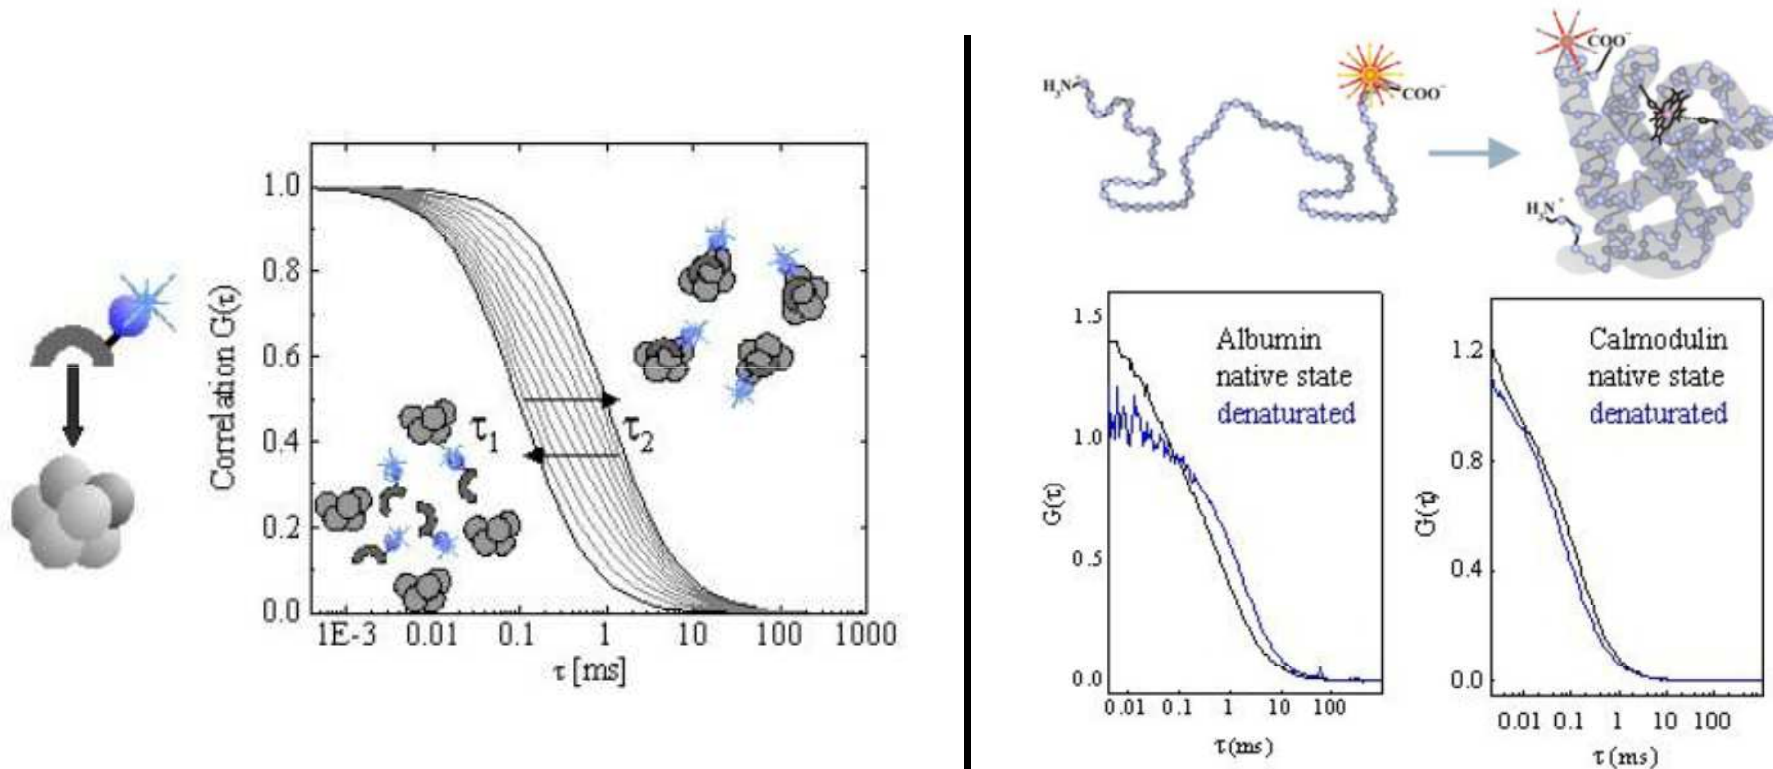 Correlation G(τ)
1.0
0.8
0.6
0.4
0.2
0.0
τ₁
τ₂
1E-3 0.01 0.1 1 10 100 1000
τ [ms]
H₃N⁺
COO⁻
COO⁻
H₃N⁺
G(τ)
1.5
1.0
0.5
0.0
Albumin
native state
denaturated
0.01 0.1 1 10 100
τ (ms)
G(τ)
1.2
0.8
0.4
0.0
Calmodulin
native state
denaturated
0.01 0.1 1 10 100
τ (ms)